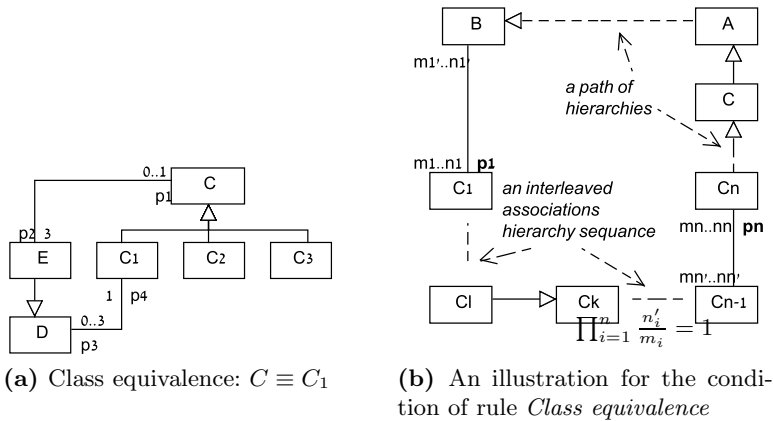 C
0..1
p1
p2 3
E
C1
C2
C3
1 p4
D
0..3
p3
(a) Class equivalence: C ≡ C₁
B
A
m1'..n1'
a path of
hierarchies
C
m1..n1 p1
C1
an interleaved
associations
hierarchy sequance
Cn
mn..nn pn
mn'..nn'
Cl
Ck
Cn-1
∏ⁿᵢ₌₁ n'ᵢ/mᵢ = 1
(b) An illustration for the condi-
tion of rule Class equivalence